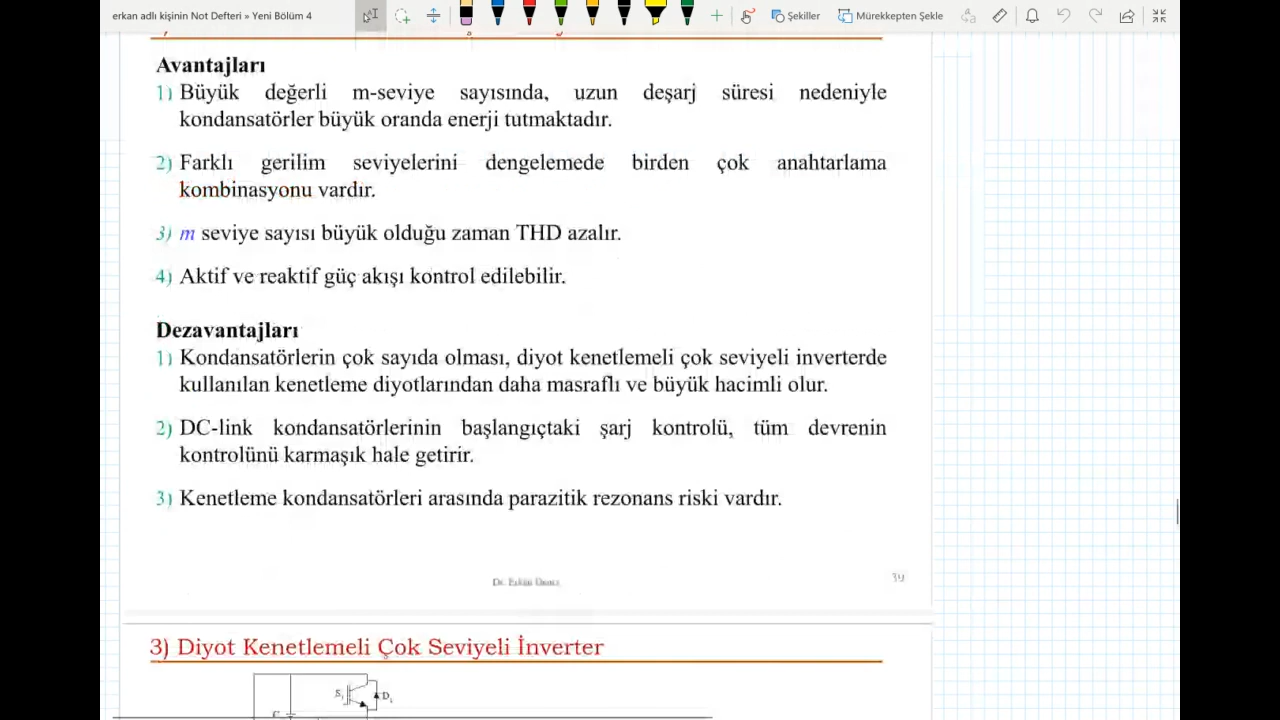 erkan adlı kişinin Not Defteri » Yeni Bölüm 4
Şekiller
Mürekkepten Şekle
Avantajları
1) Büyük değerli m-seviye sayısında, uzun deşarj süresi nedeniyle
kondansatörler büyük oranda enerji tutmaktadır.
2) Farklı gerilim seviyelerini dengelemede birden çok anahtarlama
kombinasyonu vardır.
3) m seviye sayısı büyük olduğu zaman THD azalır.
4) Aktif ve reaktif güç akışı kontrol edilebilir.
Dezavantajları
1) Kondansatörlerin çok sayıda olması, diyot kenetlemeli çok seviyeli inverterde
kullanılan kenetleme diyotlarından daha masraflı ve büyük hacimli olur.
2) DC-link kondansatörlerinin başlangıçtaki şarj kontrolü, tüm devrenin
kontrolünü karmaşık hale getirir.
3) Kenetleme kondansatörleri arasında parazitik rezonans riski vardır.
Dr.
39
3) Diyot Kenetlemeli Çok Seviyeli İnverter
S1
D1